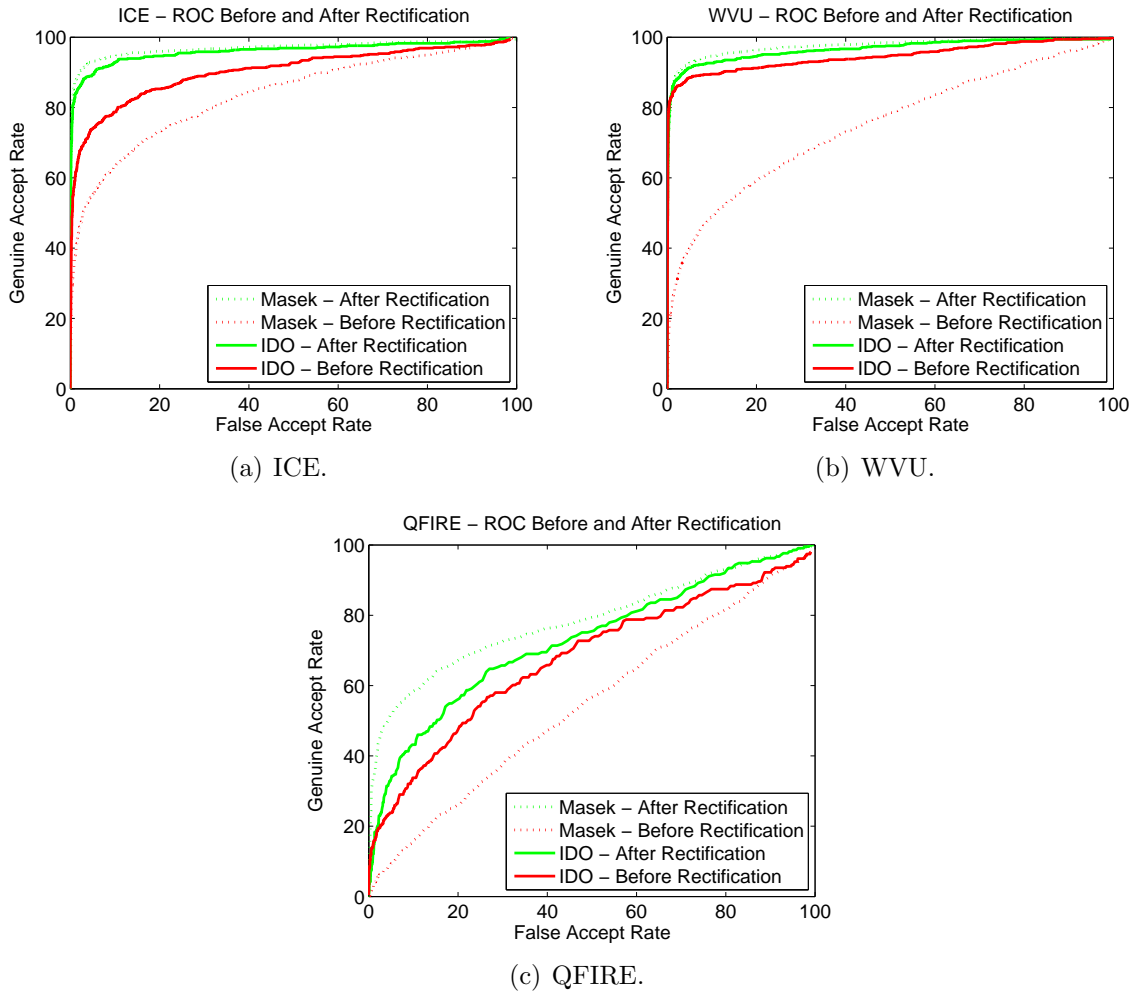 ICE − ROC Before and After Rectification
100
80
60
40
20
0
Genuine Accept Rate
Masek − After Rectification
Masek − Before Rectification
IDO − After Rectification
IDO − Before Rectification
0 20 40 60 80 100
False Accept Rate
(a) ICE.
WVU − ROC Before and After Rectification
100
80
60
40
20
0
Genuine Accept Rate
Masek − After Rectification
Masek − Before Rectification
IDO − After Rectification
IDO − Before Rectification
0 20 40 60 80 100
False Accept Rate
(b) WVU.
QFIRE − ROC Before and After Rectification
100
80
60
40
20
0
Genuine Accept Rate
Masek − After Rectification
Masek − Before Rectification
IDO − After Rectification
IDO − Before Rectification
0 20 40 60 80 100
False Accept Rate
(c) QFIRE.